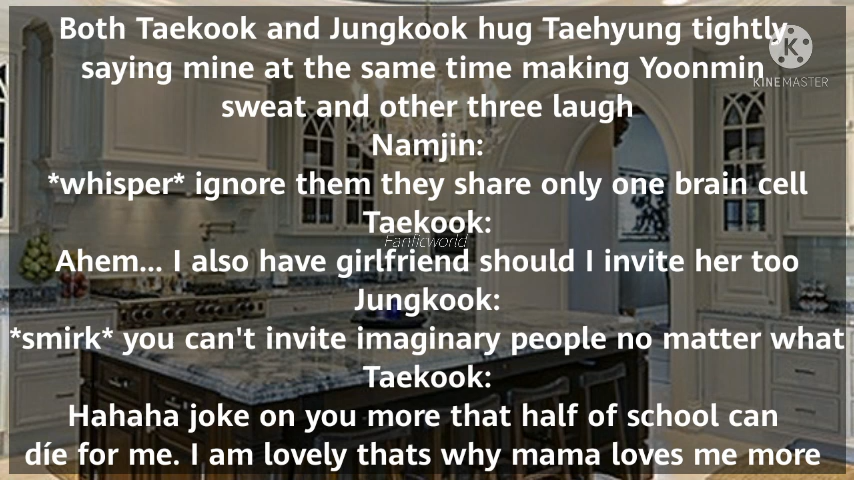 Both Taekook and Jungkook hug Taehyung tightly
saying mine at the same time making Yoonmin
sweat and other three laugh
Namjin:
*whisper* ignore them they share only one brain cell
Taekook:
Ahem... I also have girlfriend should I invite her too
Jungkook:
*smirk* you can't invite imaginary people no matter what
Taekook:
Hahaha joke on you more that half of school can
díe for me. I am lovely thats why mama loves me more
K
KINEMASTER
Fanficworld